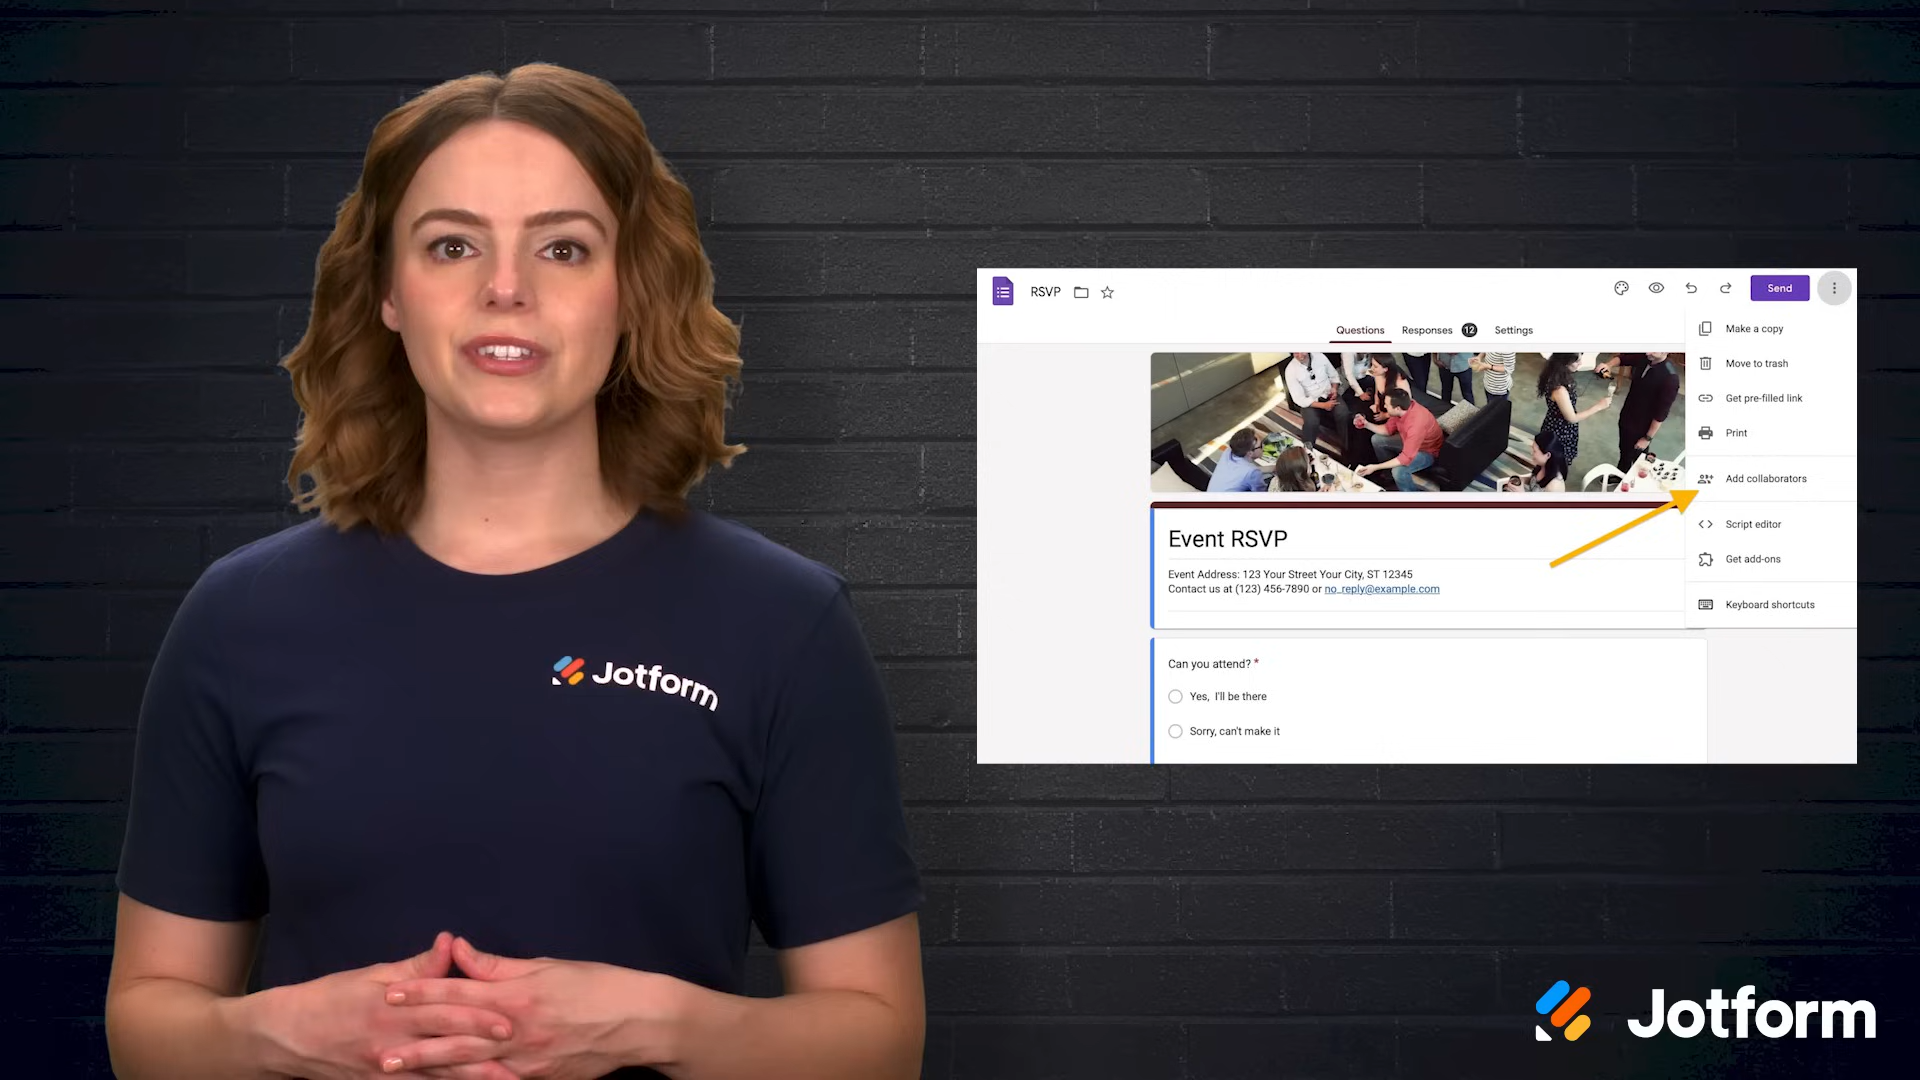 RSVP
Send
Questions Responses 12 Settings
Make a copy
Move to trash
Get pre-filled link
Print
Add collaborators
Script editor
Get add-ons
Keyboard shortcuts
Event RSVP
Event Address: 123 Your Street Your City, ST 12345
Contact us at (123) 456-7890 or no_reply@example.com
Can you attend? *
Yes, I'll be there
Sorry, can't make it
Jotform
Jotform